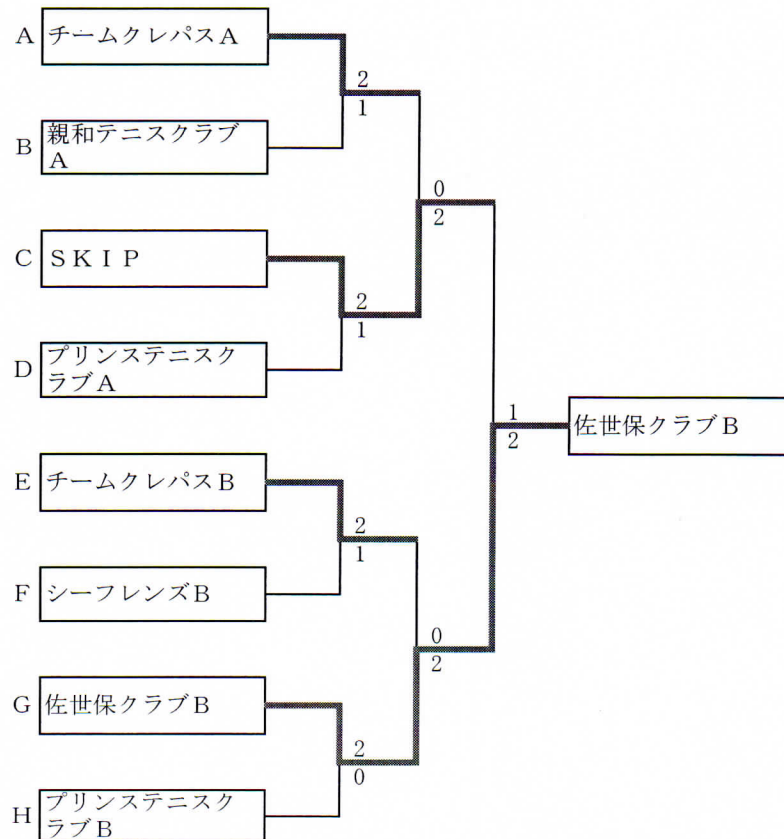 A チームクレパスA
2
1
B 親和テニスクラブ
A
0
2
C SKIP
2
1
D プリンステニスク
ラブA
1
2
佐世保クラブB
E チームクレパスB
2
1
F シーフレンズB
0
2
G 佐世保クラブB
2
0
H プリンステニスク
ラブB